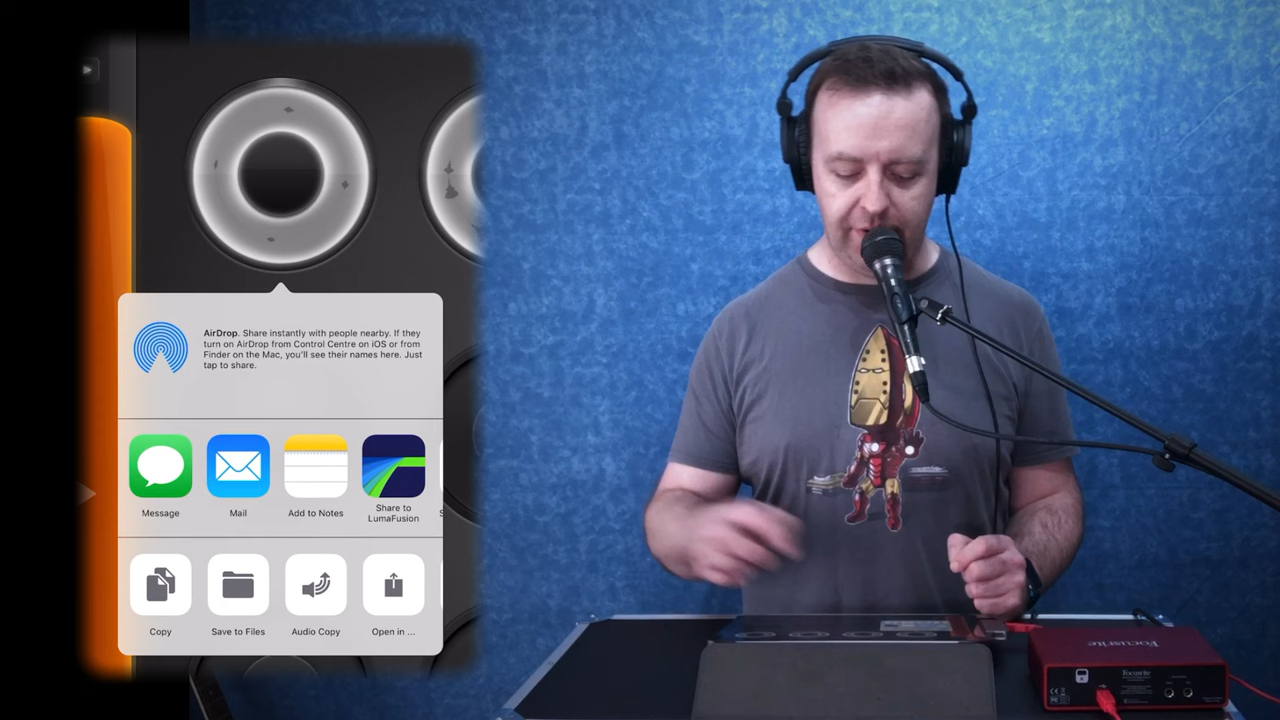 AirDrop. Share instantly with people nearby. If they
turn on AirDrop from Control Centre on iOS or from
Finder on the Mac, you'll see their names here. Just
tap to share.
Message
Mail
Add to Notes
Share to
LumaFusion
Copy
Save to Files
Audio Copy
Open in ...
Focusrite
Focusrite